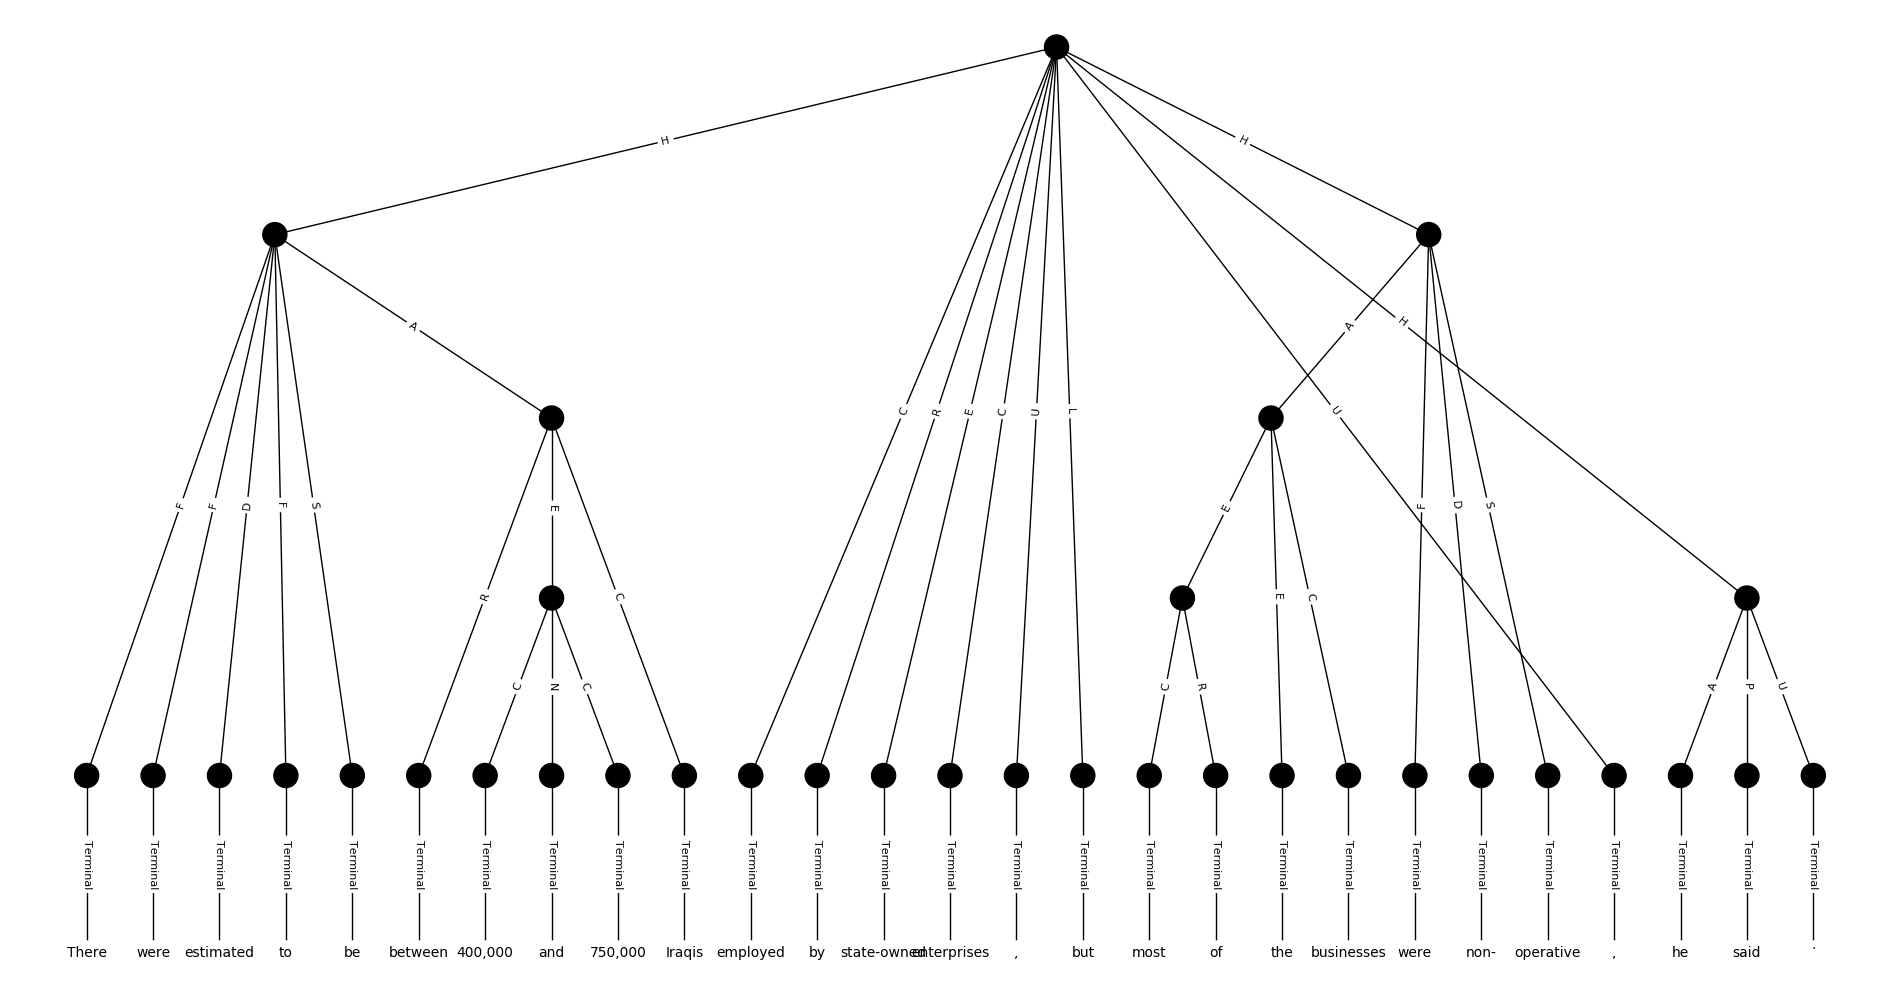 H H
A A H
C R E C U L U
F F D F S E E F D S
R C E C
C N C C R A P U
Terminal Terminal Terminal Terminal Terminal Terminal Terminal Terminal Terminal Terminal Terminal Terminal Terminal Terminal Terminal Terminal Terminal Terminal Terminal Terminal Terminal Terminal Terminal Terminal Terminal Terminal Terminal
There were estimated to be between 400,000 and 750,000 Iraqis employed by state-owned enterprises , but most of the businesses were non- operative , he said .